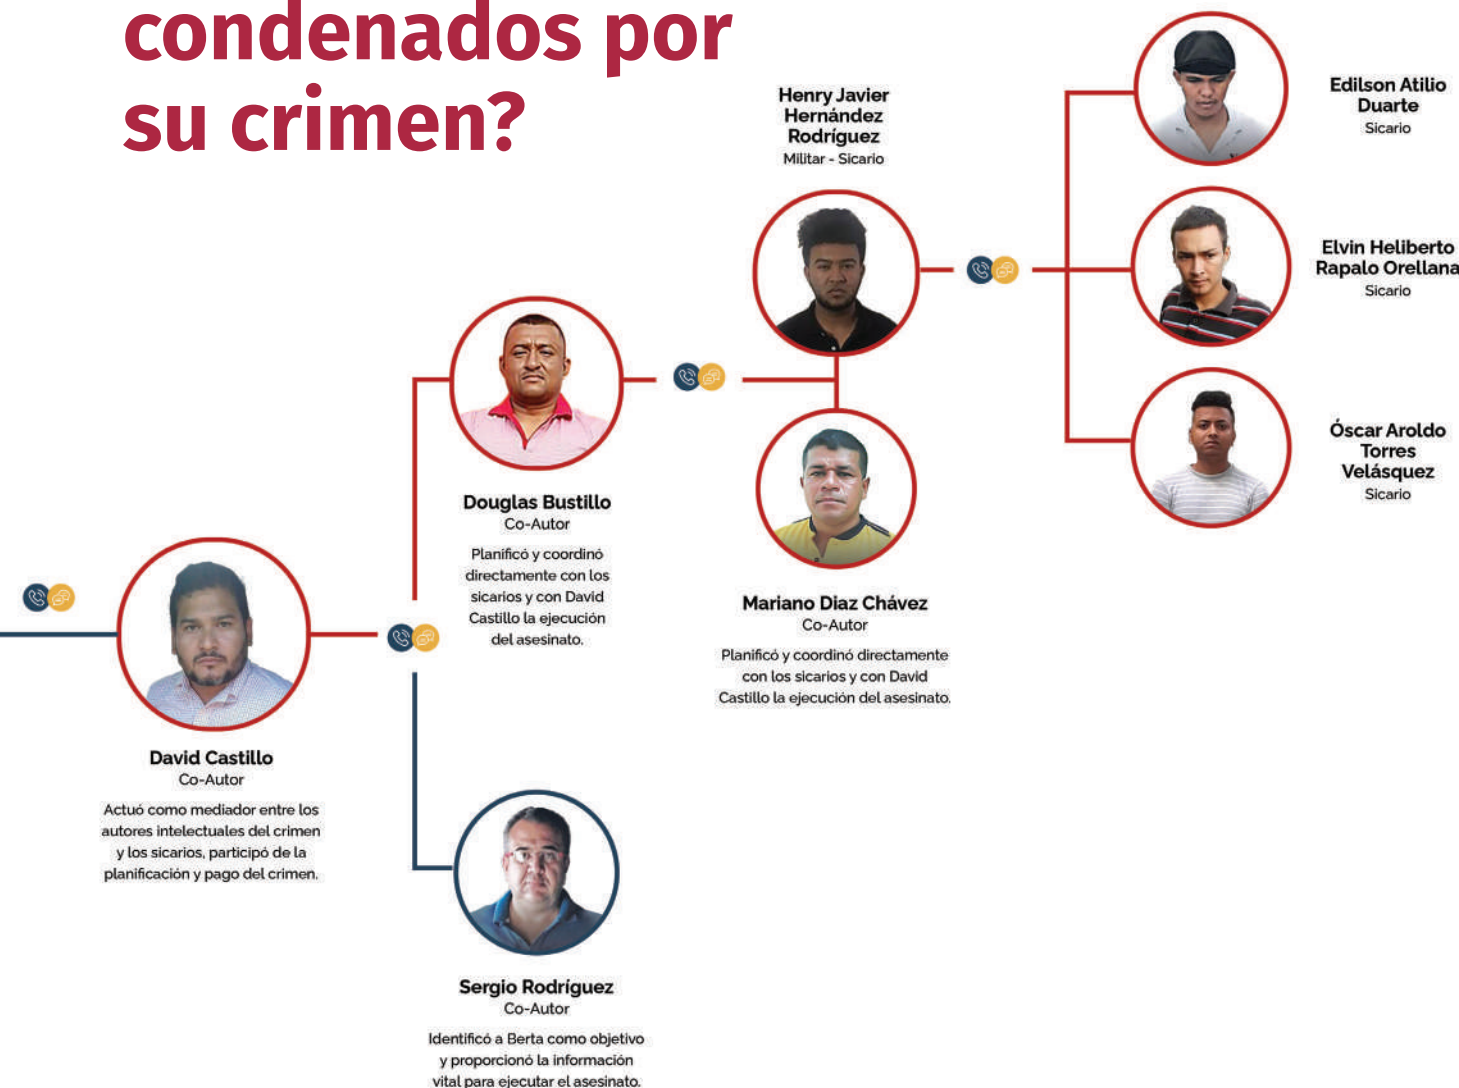 condenados por
su crimen?
Henry Javier
Hernández
Rodríguez
Militar - Sicario
Edilson Atilio
Duarte
Sicario
Elvin Heliberto
Rapalo Orellana
Sicario
Óscar Aroldo
Torres
Velásquez
Sicario
Douglas Bustillo
Co-Autor
Planificó y coordinó
directamente con los
sicarios y con David
Castillo la ejecución
del asesinato.
Mariano Diaz Chávez
Co-Autor
Planificó y coordinó directamente
con los sicarios y con David
Castillo la ejecución del asesinato.
David Castillo
Co-Autor
Actuó como mediador entre los
autores intelectuales del crimen
y los sicarios, participó de la
planificación y pago del crimen.
Sergio Rodríguez
Co-Autor
Identificó a Berta como objetivo
y proporcionó la información
vital para ejecutar el asesinato.